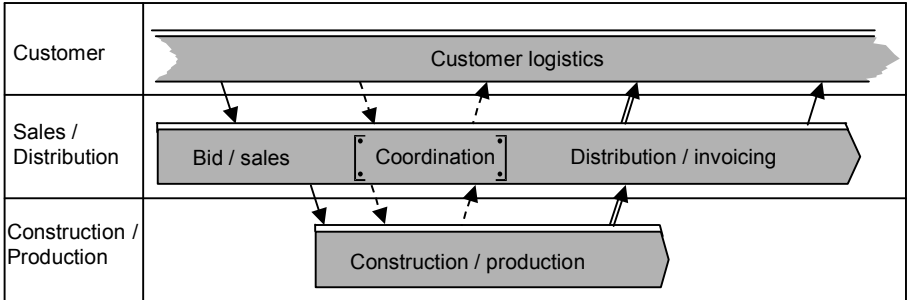 Customer
Customer logistics
Sales /
Distribution
Bid / sales
Coordination
Distribution / invoicing
Construction /
Production
Construction / production